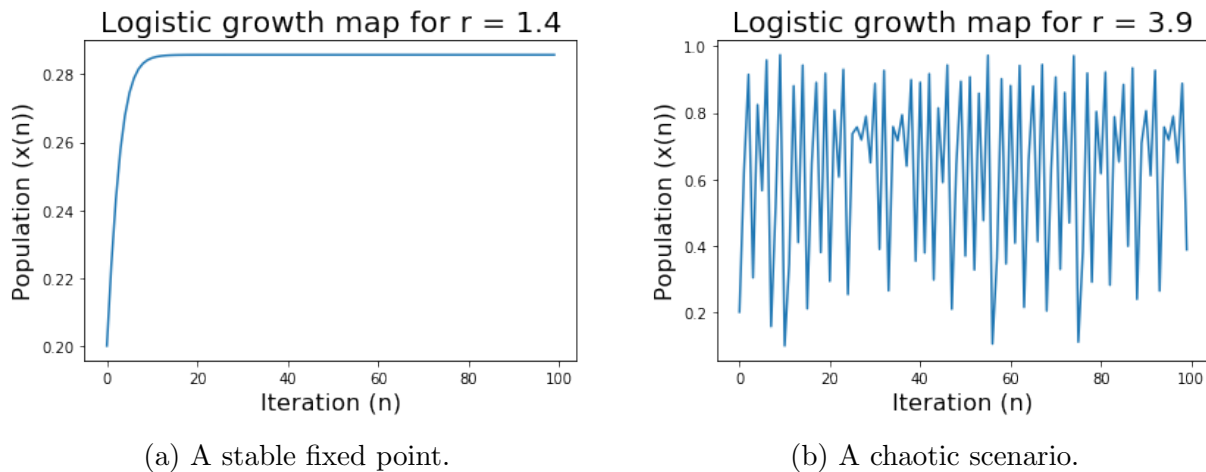 Logistic growth map for r = 1.4
Population (x(n))
0.28
0.26
0.24
0.22
0.20
0 20 40 60 80 100
Iteration (n)
(a) A stable fixed point.
Logistic growth map for r = 3.9
Population (x(n))
1.0
0.8
0.6
0.4
0.2
0 20 40 60 80 100
Iteration (n)
(b) A chaotic scenario.